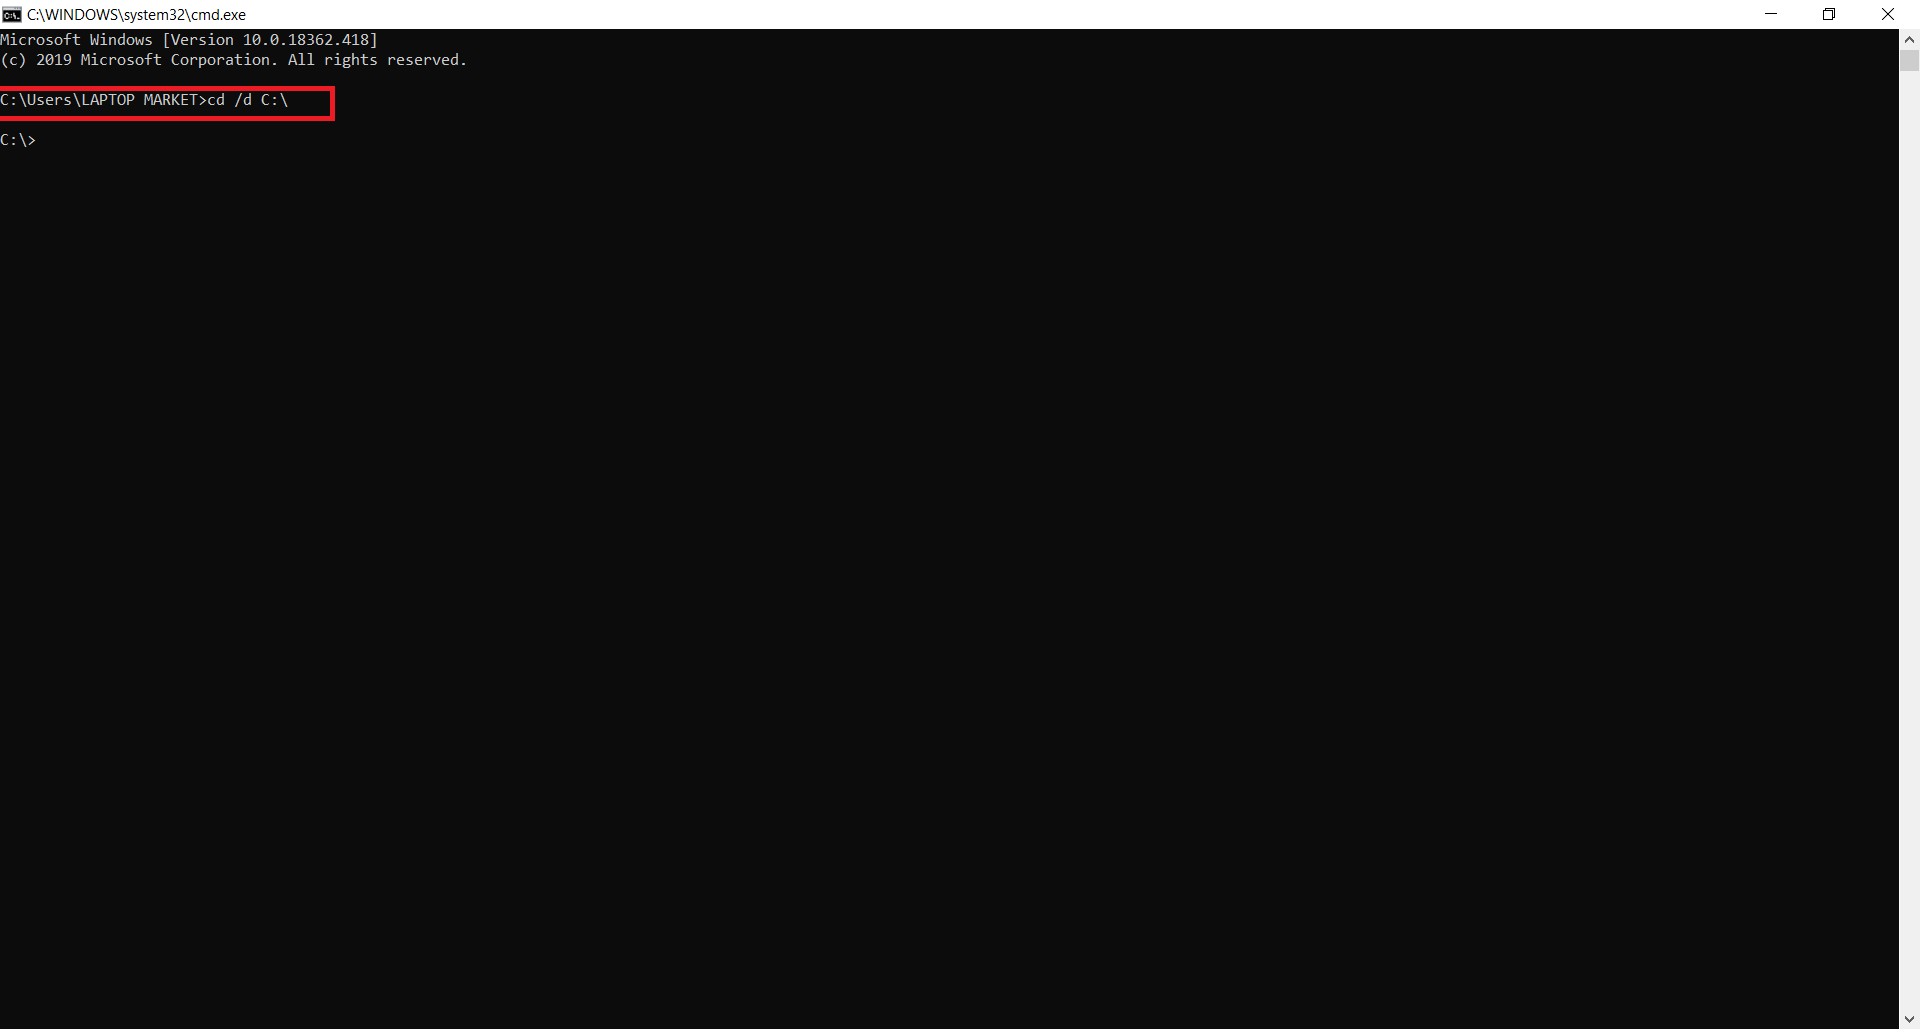 C:\WINDOWS\system32\cmd.exe
Microsoft Windows [Version 10.0.18362.418]
(c) 2019 Microsoft Corporation. All rights reserved.
C:\Users\LAPTOP MARKET>cd /d C:\
C:\>